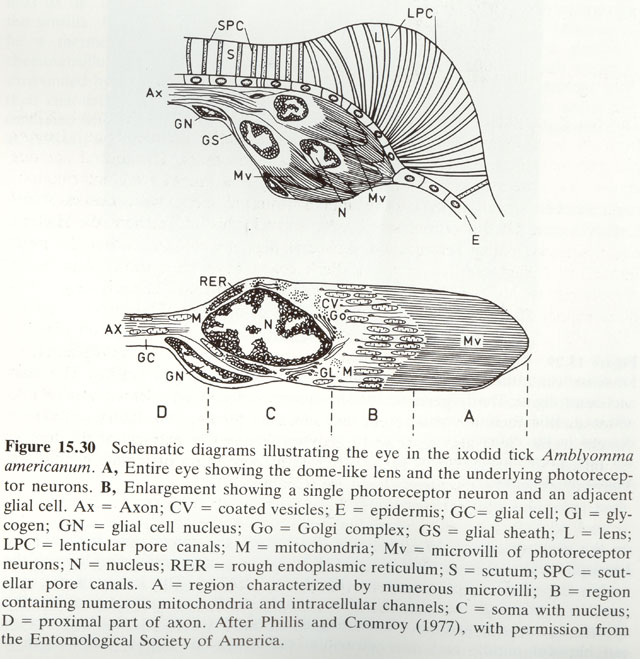 SPC
LPC
S
L
Ax
GN
GS
Mv
Mv
N
E
RER
CV
Go
AX
M
N
Mv
GC
GN
GL M
D C B A
Figure 15.30 Schematic diagrams illustrating the eye in the ixodid tick Amblyomma
americanum. A, Entire eye showing the dome-like lens and the underlying photorecep-
tor neurons. B, Enlargement showing a single photoreceptor neuron and an adjacent
glial cell. Ax = Axon; CV = coated vesicles; E = epidermis; GC= glial cell; Gl = gly-
cogen; GN = glial cell nucleus; Go = Golgi complex; GS = glial sheath; L = lens;
LPC = lenticular pore canals; M = mitochondria; Mv = microvilli of photoreceptor
neurons; N = nucleus; RER = rough endoplasmic reticulum; S = scutum; SPC = scut-
ellar pore canals. A = region characterized by numerous microvilli; B = region
containing numerous mitochondria and intracellular channels; C = soma with nucleus;
D = proximal part of axon. After Phillis and Cromroy (1977), with permission from
the Entomological Society of America.